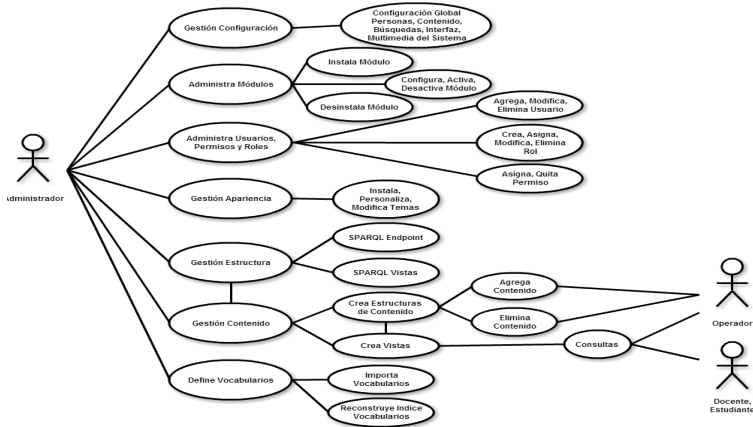 Gestión Configuración
Configuración Global
Personas, Contenido,
Búsquedas, Interfaz,
Multimedia del Sistema
Administra Módulos
Instala Módulo
Configura, Activa,
Desactiva Módulo
Desinstala Módulo
Administra Usuarios,
Permisos y Roles
Agrega, Modifica,
Elimina Usuario
Crea, Asigna,
Modifica, Elimina
Rol
Asigna, Quita
Permiso
Administrador
Gestión Apariencia
Instala,
Personaliza,
Modifica Temas
Gestión Estructura
SPARQL Endpoint
SPARQL Vistas
Gestión Contenido
Crea Estructuras
de Contenido
Agrega
Contenido
Elimina
Contenido
Crea Vistas
Consultas
Operador
Define Vocabularios
Importa
Vocabularios
Reconstruye Indice
Vocabularios
Docente,
Estudiante